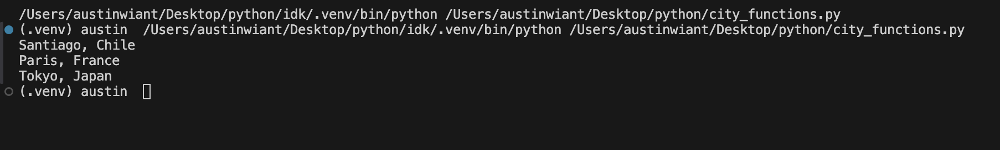 /Users/austinwiant/Desktop/python/idk/.venv/bin/python /Users/austinwiant/Desktop/python/city_functions.py
(.venv) austin  /Users/austinwiant/Desktop/python/idk/.venv/bin/python /Users/austinwiant/Desktop/python/city_functions.py
Santiago, Chile
Paris, France
Tokyo, Japan
(.venv) austin